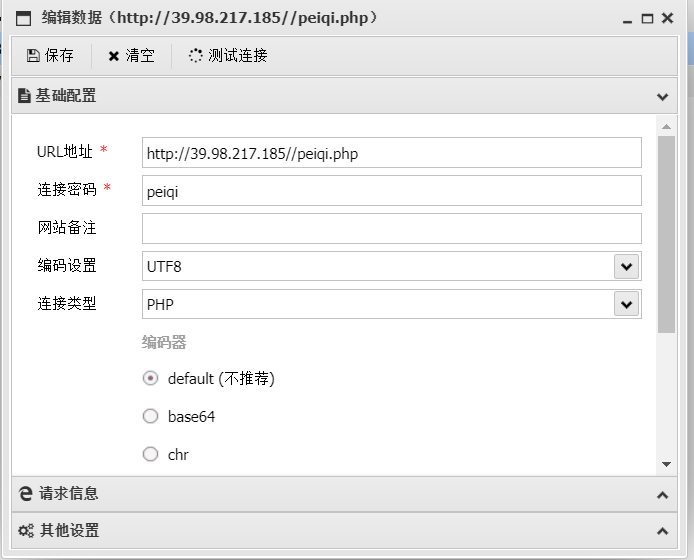 编辑数据（http://39.98.217.185//peiqi.php）
保存 清空 测试连接
基础配置
URL地址 * http://39.98.217.185//peiqi.php
连接密码 * peiqi
网站备注
编码设置 UTF8
连接类型 PHP
编码器
default (不推荐)
base64
chr
请求信息
其他设置